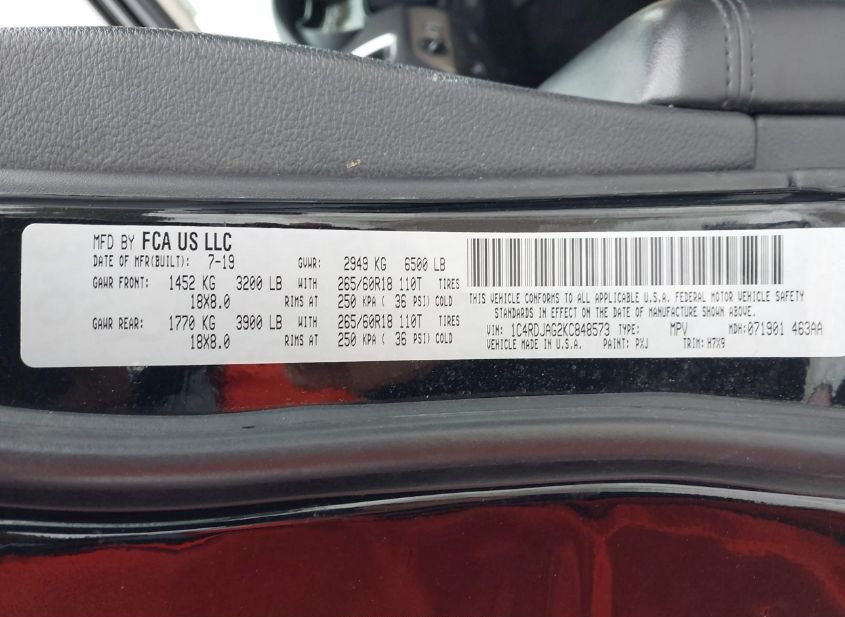 MFD BY FCA US LLC
DATE OF MFR(BUILT): 7-19 GVWR: 2949 KG 6500 LB
GAWR FRONT: 1452 KG 3200 LB WITH 265/60R18 110T TIRES
18X8.0 RIMS AT 250 KPA ( 36 PSI) COLD
GAWR REAR: 1770 KG 3900 LB WITH 265/60R18 110T TIRES
18X8.0 RIMS AT 250 KPA ( 36 PSI) COLD
THIS VEHICLE CONFORMS TO ALL APPLICABLE U.S.A. FEDERAL MOTOR VEHICLE SAFETY
STANDARDS IN EFFECT ON THE DATE OF MANUFACTURE SHOWN ABOVE.
VIN: 1C4RDJAG2KC848573 TYPE: MPV MDH:071901 463AA
VEHICLE MADE IN U.S.A. PAINT: PXJ TRIM: H7X9